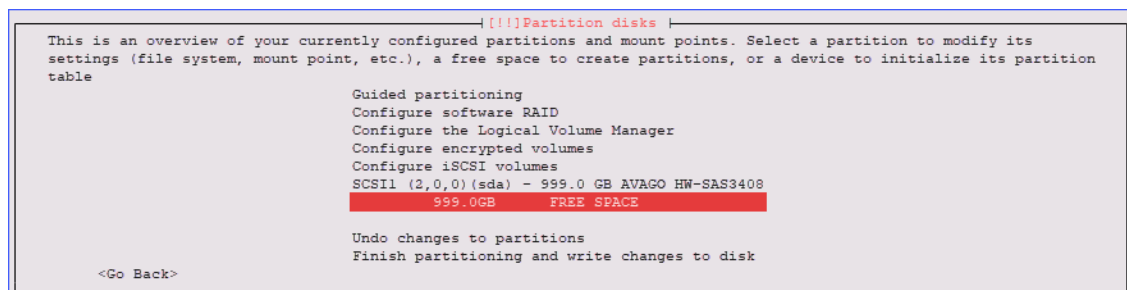 [!!]Partition disks
This is an overview of your currently configured partitions and mount points. Select a partition to modify its
settings (file system, mount point, etc.), a free space to create partitions, or a device to initialize its partition
table
Guided partitioning
Configure software RAID
Configure the Logical Volume Manager
Configure encrypted volumes
Configure iSCSI volumes
SCSI1 (2,0,0)(sda) - 999.0 GB AVAGO HW-SAS3408
999.0GB FREE SPACE
Undo changes to partitions
Finish partitioning and write changes to disk
<Go Back>